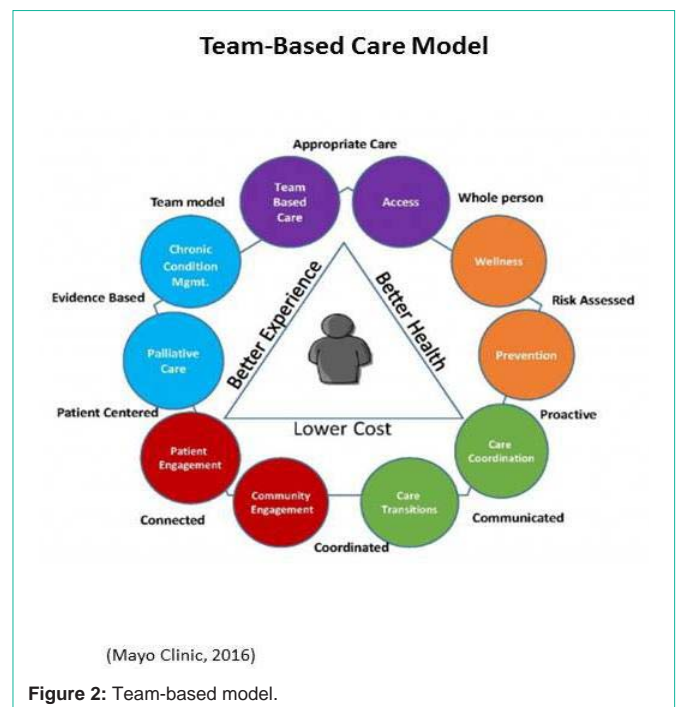 Team-Based Care Model
Appropriate Care
Team
Based
Care
Access
Team model
Whole person
Chronic
Condition
Mgmt.
Wellness
Evidence Based
Risk Assessed
Better Experience
Better Health
Palliative
Care
Prevention
Patient Centered
Proactive
Lower Cost
Patient
Engagement
Care
Coordination
Community
Engagement
Care
Transitions
Connected
Communicated
Coordinated
(Mayo Clinic, 2016)
Figure 2: Team-based model.